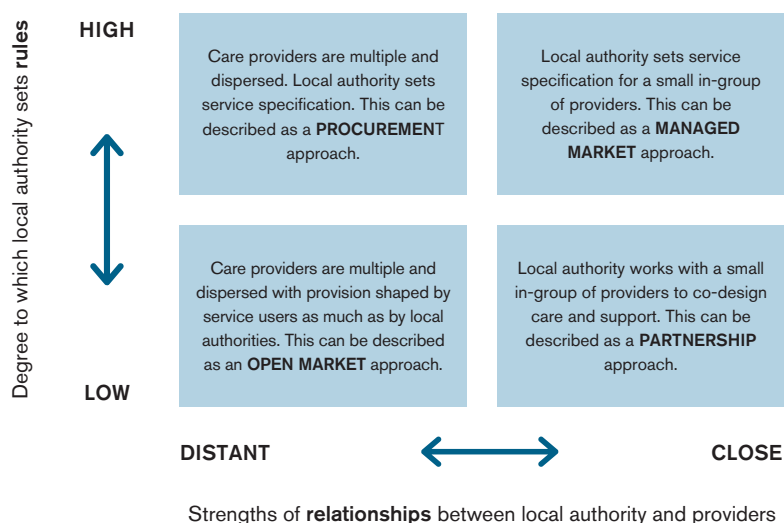 Degree to which local authority sets rules
HIGH
Care providers are multiple and
dispersed. Local authority sets
service specification. This can be
described as a PROCUREMENT
approach.
Local authority sets service
specification for a small in-group
of providers. This can be
described as a MANAGED
MARKET approach.
Care providers are multiple and
dispersed with provision shaped by
service users as much as by local
authorities. This can be described
as an OPEN MARKET approach.
Local authority works with a small
in-group of providers to co-design
care and support. This can be
described as a PARTNERSHIP
approach.
LOW
DISTANT
CLOSE
Strengths of relationships between local authority and providers